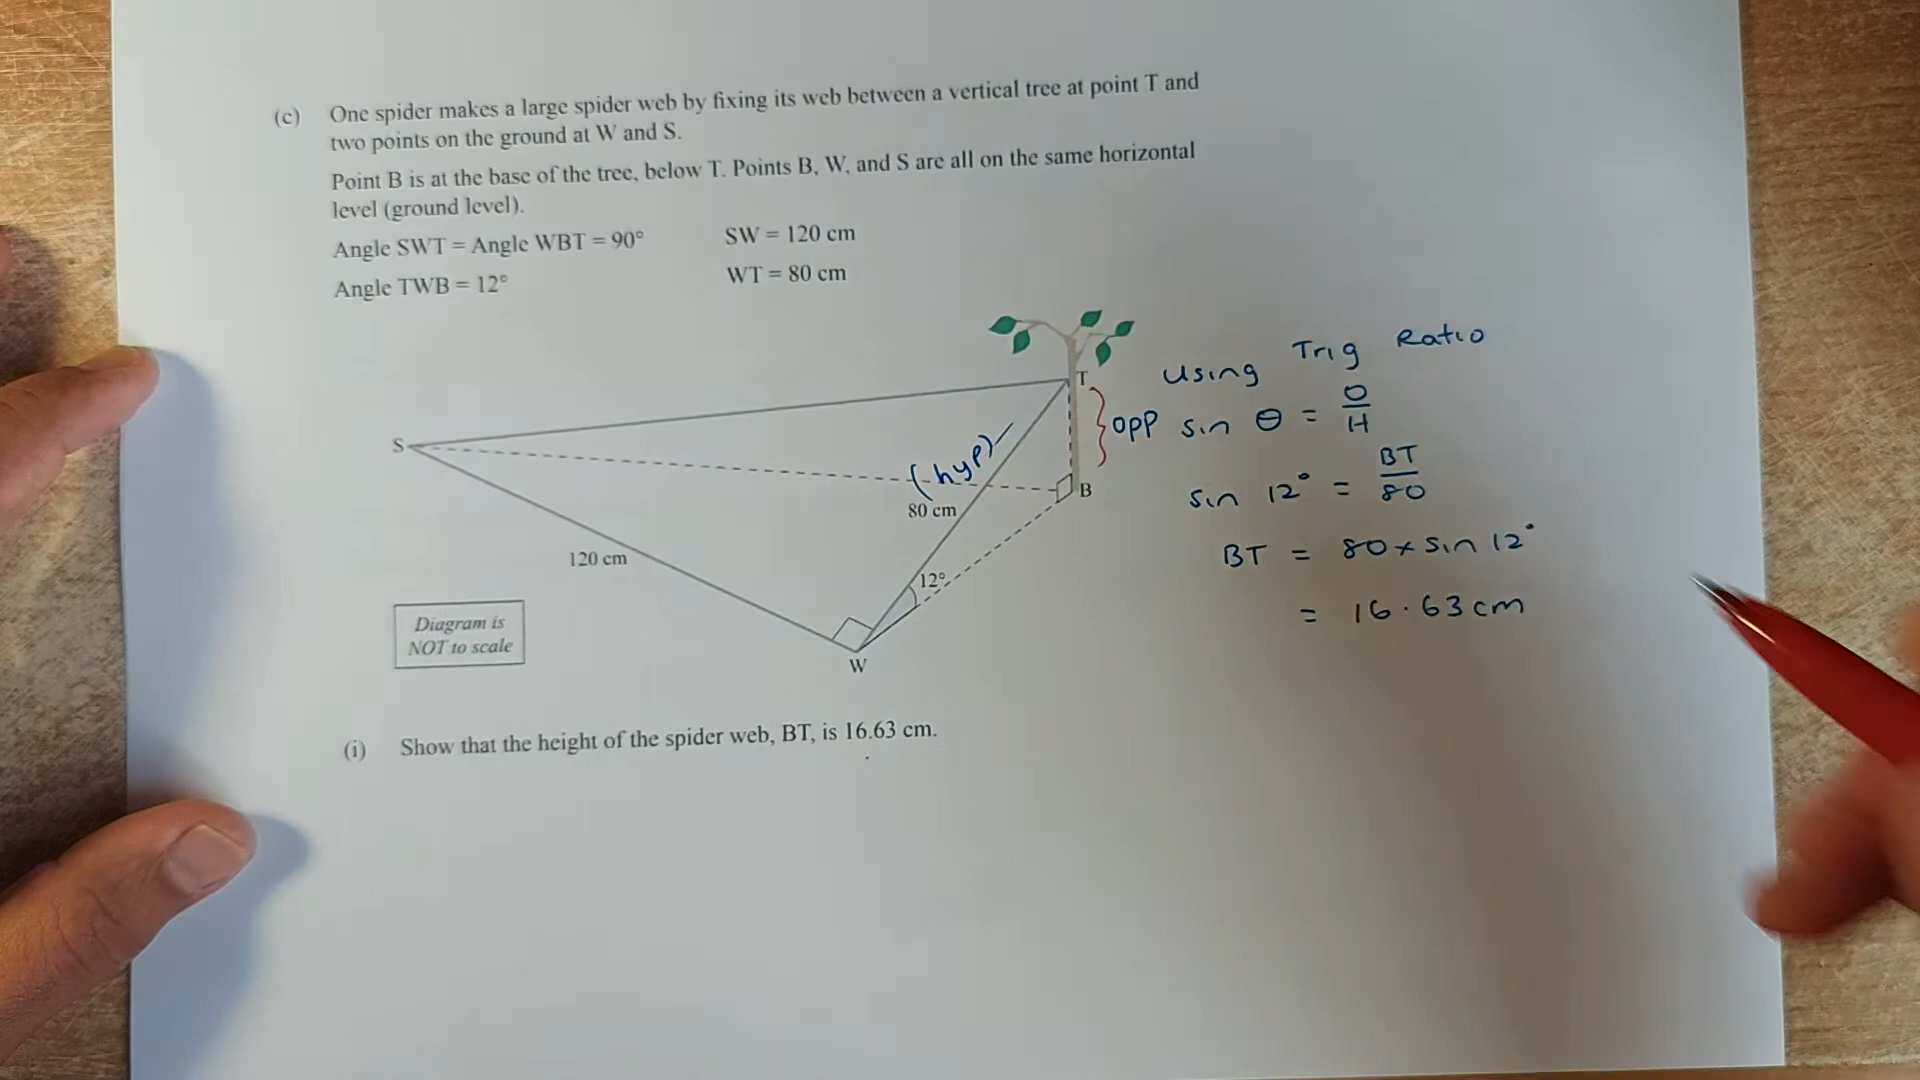 (c) One spider makes a large spider web by fixing its web between a vertical tree at point T and
two points on the ground at W and S.
Point B is at the base of the tree, below T. Points B, W, and S are all on the same horizontal
level (ground level).
Angle SWT = Angle WBT = 90° SW = 120 cm
Angle TWB = 12° WT = 80 cm
Using Trig Ratio
T
opp sin θ = O/H
S
(hyp)
sin 12° = BT/80
B
80 cm
BT = 80 × sin 12°
120 cm
12°
= 16.63 cm
Diagram is
NOT to scale
W
(i) Show that the height of the spider web, BT, is 16.63 cm.